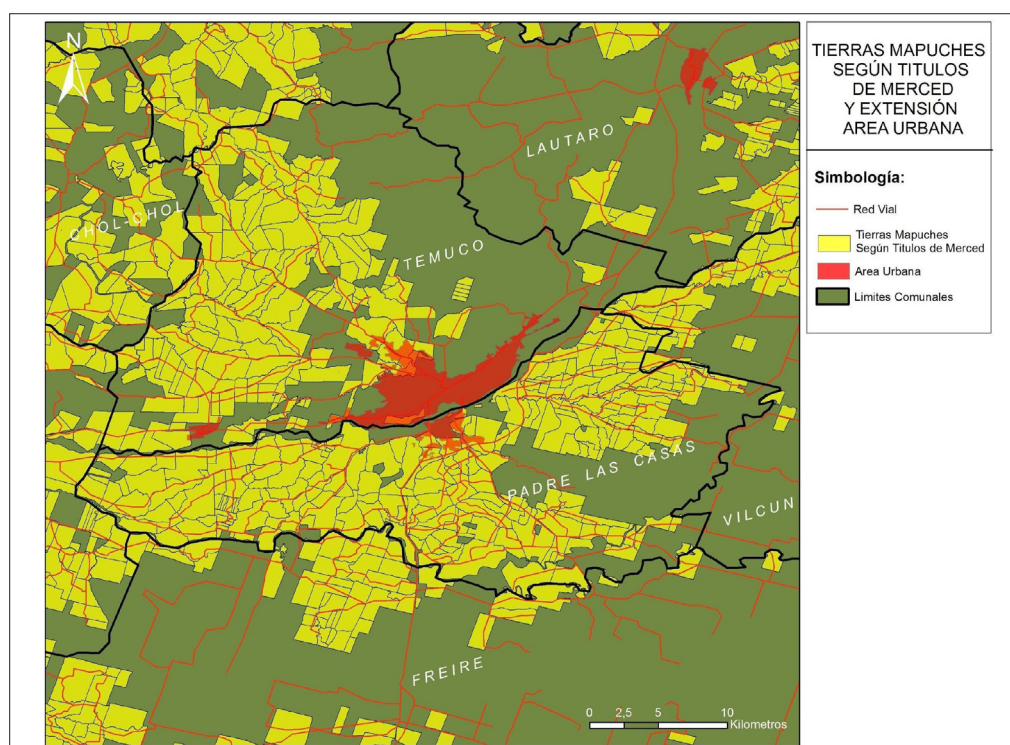 TIERRAS MAPUCHES
SEGÚN TITULOS
DE MERCED
Y EXTENSIÓN
AREA URBANA
Simbología:
Red Vial
Tierras Mapuches
Según Titulos de Merced
Area Urbana
Limites Comunales
N
LAUTARO
CHOL-CHOL
TEMUCO
PADRE LAS CASAS
VILCUN
FREIRE
0 2,5 5 10
Kilometros